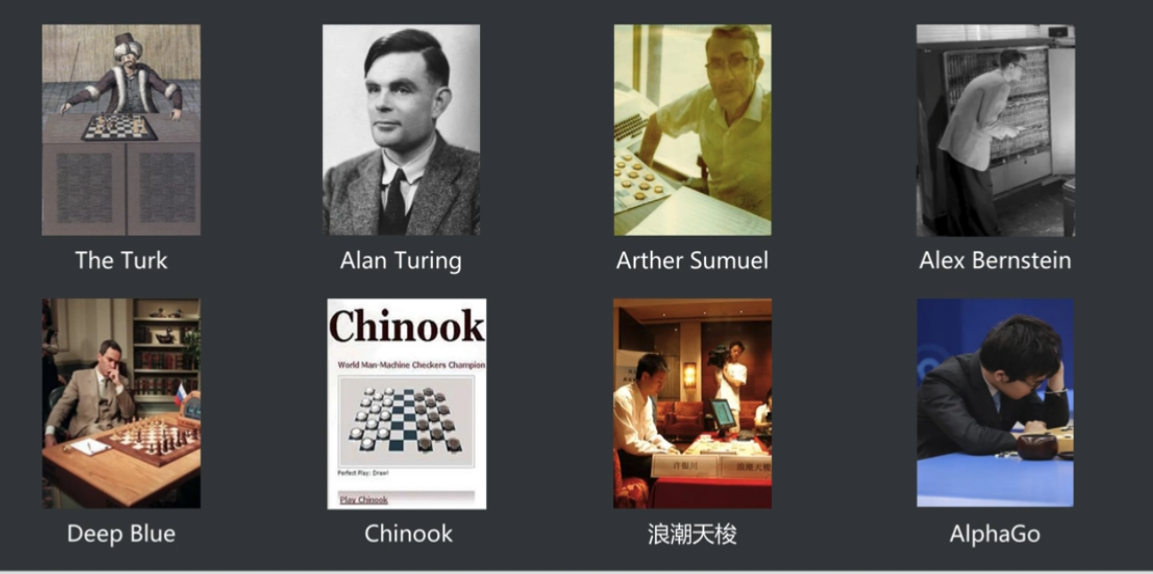 The Turk
Alan Turing
Arther Sumuel
Alex Bernstein
Chinook
World Man-Machine Checkers Champion
Perfect Play: Draw!
Play Chinook
许银川
浪潮天梭
Deep Blue
Chinook
浪潮天梭
AlphaGo